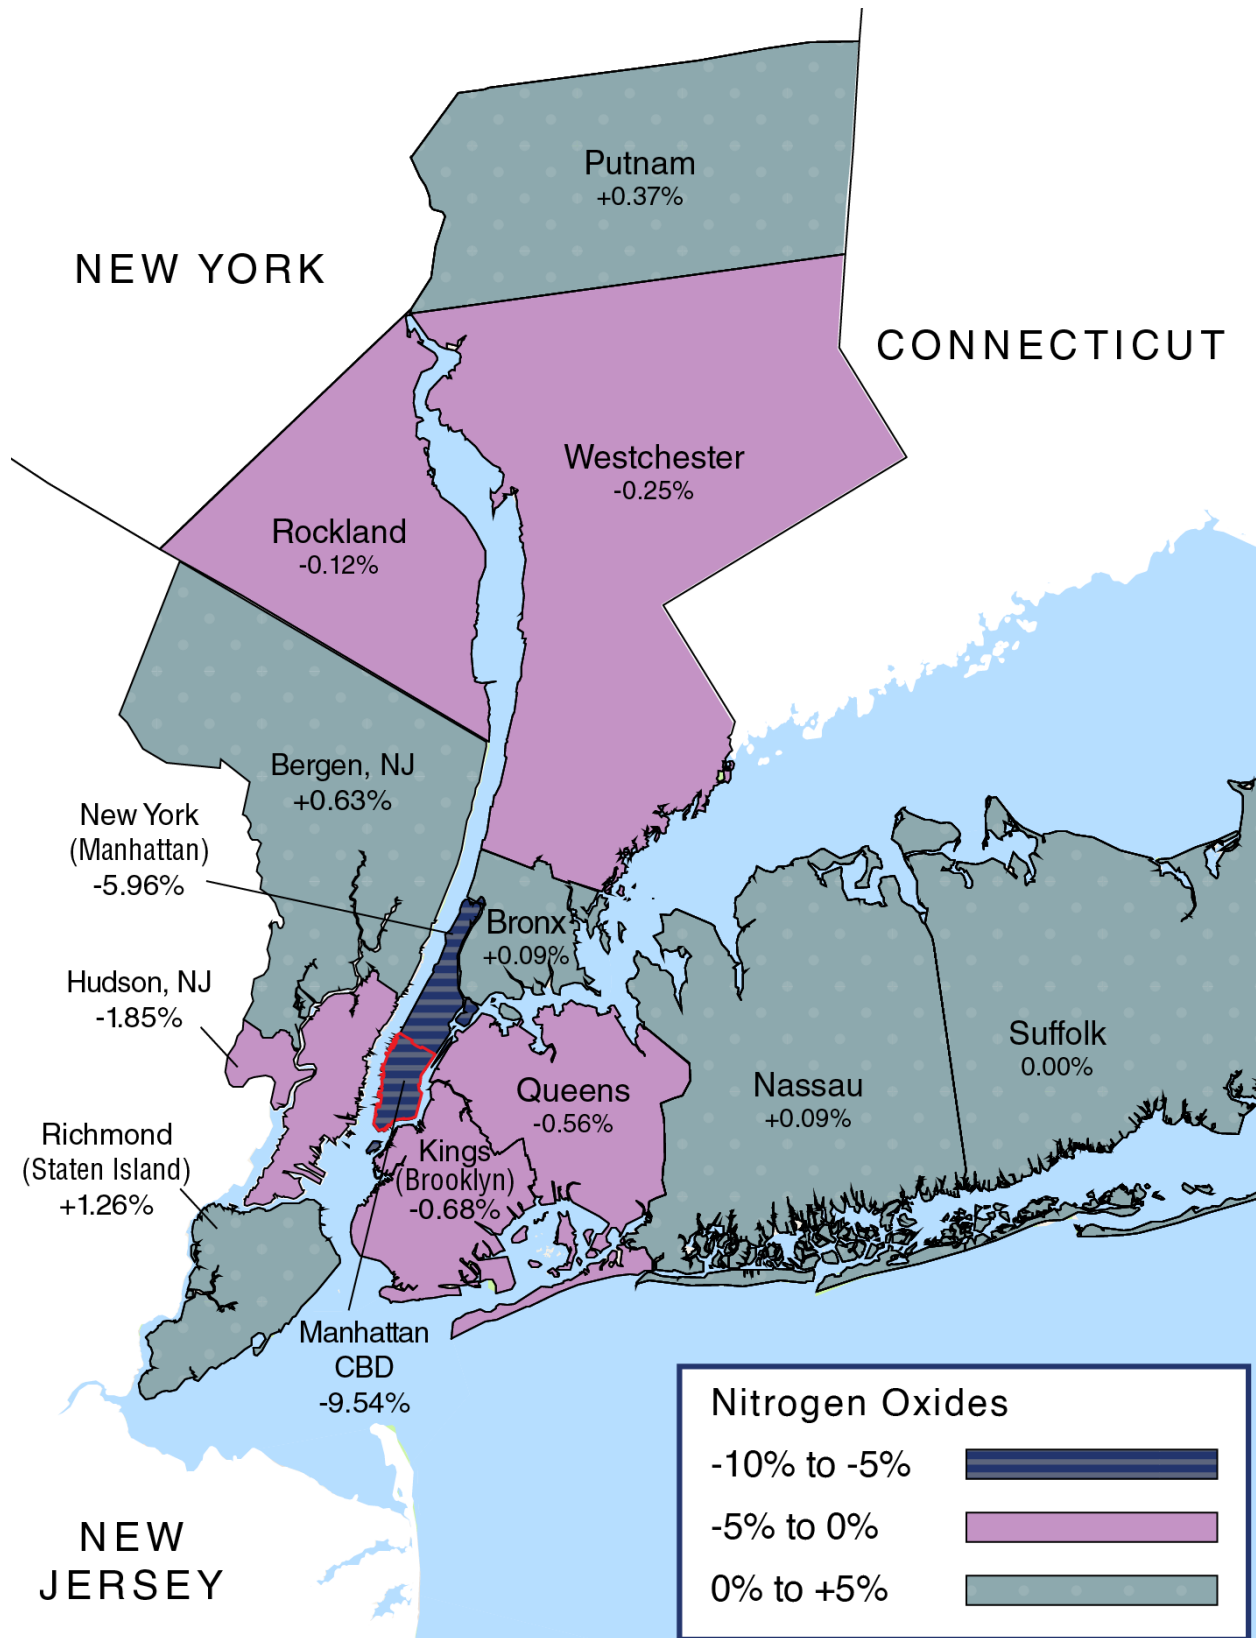 Putnam
+0.37%
NEW YORK
CONNECTICUT
Westchester
-0.25%
Rockland
-0.12%
Bergen, NJ
+0.63%
New York
(Manhattan)
-5.96%
Bronx
+0.09%
Hudson, NJ
-1.85%
Suffolk
0.00%
Nassau
+0.09%
Queens
-0.56%
Richmond
(Staten Island)
+1.26%
Kings
(Brooklyn)
-0.68%
Manhattan
CBD
-9.54%
NEW
JERSEY
Nitrogen Oxides
-10% to -5%
-5% to 0%
0% to +5%